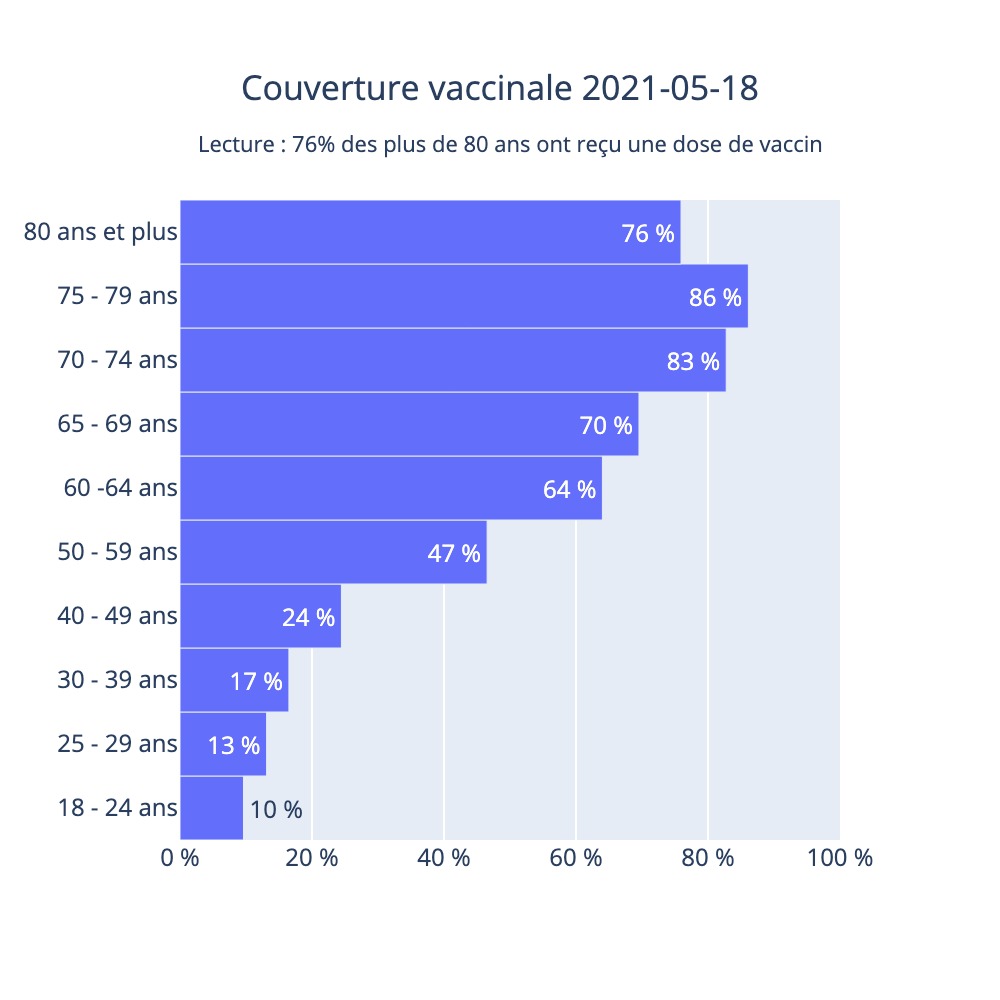 Couverture vaccinale 2021-05-18
Lecture : 76% des plus de 80 ans ont reçu une dose de vaccin
80 ans et plus 76 %
75 - 79 ans 86 %
70 - 74 ans 83 %
65 - 69 ans 70 %
60 -64 ans 64 %
50 - 59 ans 47 %
40 - 49 ans 24 %
30 - 39 ans 17 %
25 - 29 ans 13 %
18 - 24 ans 10 %
0 % 20 % 40 % 60 % 80 % 100 %